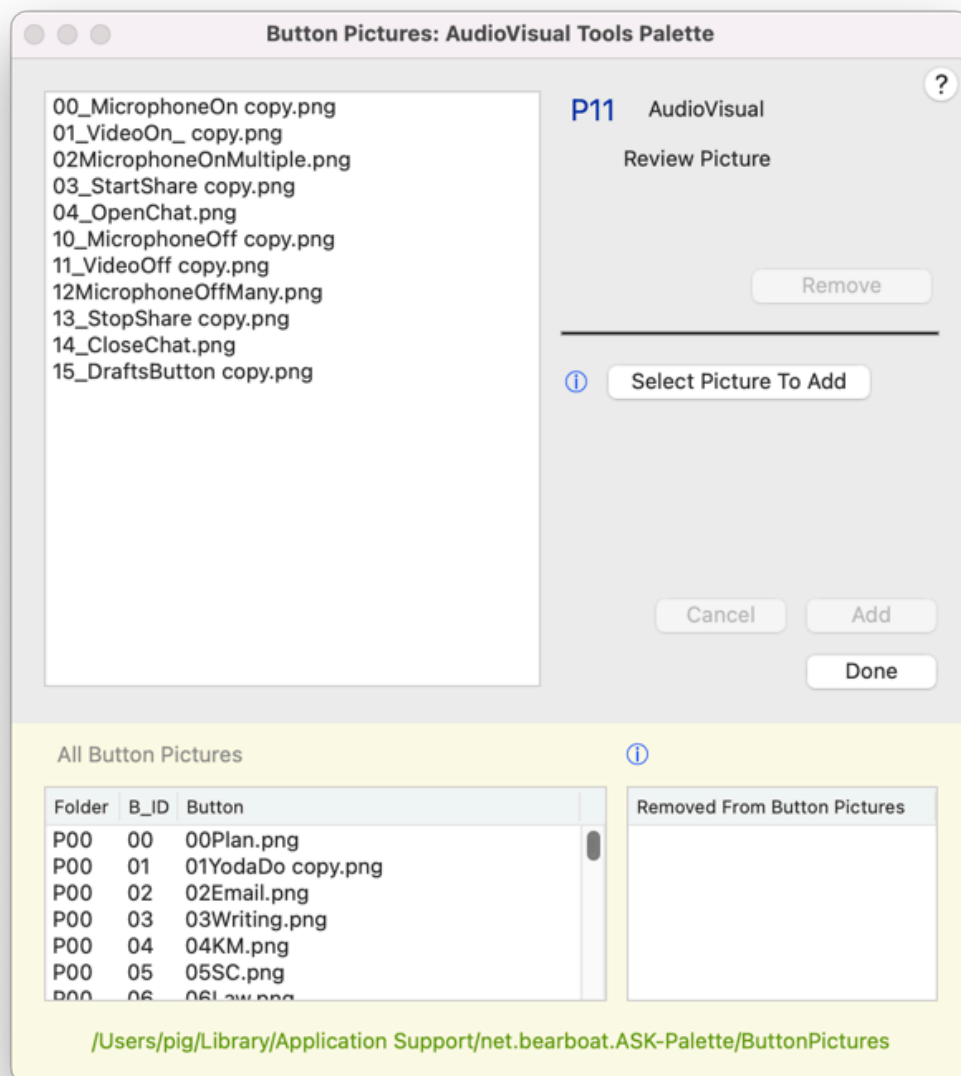 Button Pictures: AudioVisual Tools Palette
?
00_MicrophoneOn copy.png
01_VideoOn_ copy.png
02MicrophoneOnMultiple.png
03_StartShare copy.png
04_OpenChat.png
10_MicrophoneOff copy.png
11_VideoOff copy.png
12MicrophoneOffMany.png
13_StopShare copy.png
14_CloseChat.png
15_DraftsButton copy.png
P11 AudioVisual
Review Picture
Remove
Select Picture To Add
Cancel Add
Done
All Button Pictures
Folder B_ID Button
P00 00 00Plan.png
P00 01 01YodaDo copy.png
P00 02 02Email.png
P00 03 03Writing.png
P00 04 04KM.png
P00 05 05SC.png
P00 06 06Law.png
Removed From Button Pictures
/Users/pig/Library/Application Support/net.bearboat.ASK-Palette/ButtonPictures